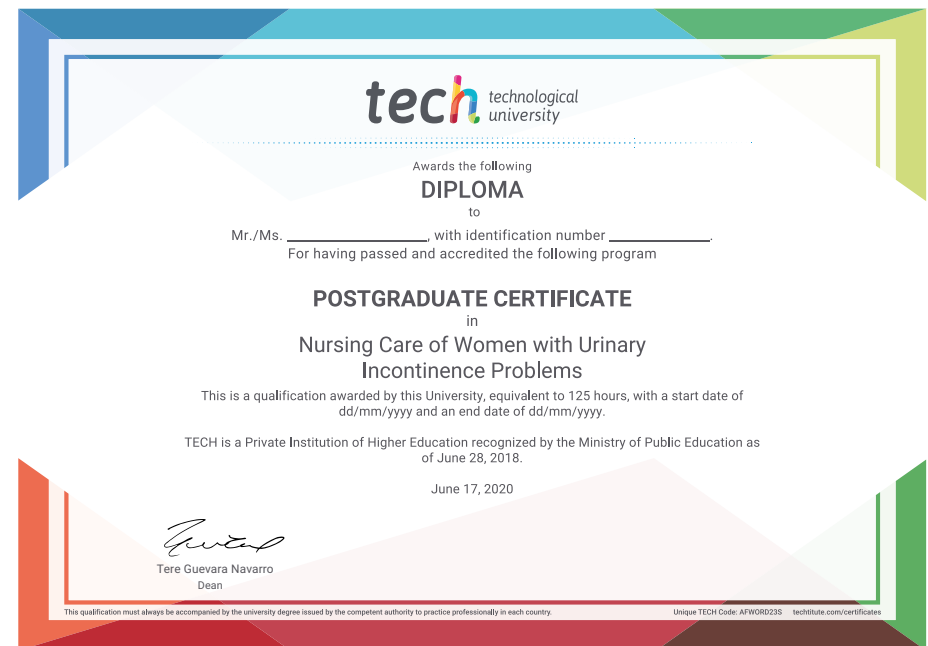 tech technological
university
Awards the following
DIPLOMA
to
Mr./Ms. ____________________, with identification number ______________.
For having passed and accredited the following program
POSTGRADUATE CERTIFICATE
in
Nursing Care of Women with Urinary
Incontinence Problems
This is a qualification awarded by this University, equivalent to 125 hours, with a start date of
dd/mm/yyyy and an end date of dd/mm/yyyy.
TECH is a Private Institution of Higher Education recognized by the Ministry of Public Education as
of June 28, 2018.
June 17, 2020
Tere Guevara Navarro
Dean
This qualification must always be accompanied by the university degree issued by the competent authority to practice professionally in each country. Unique TECH Code: AFWORD23S techtitute.com/certificates